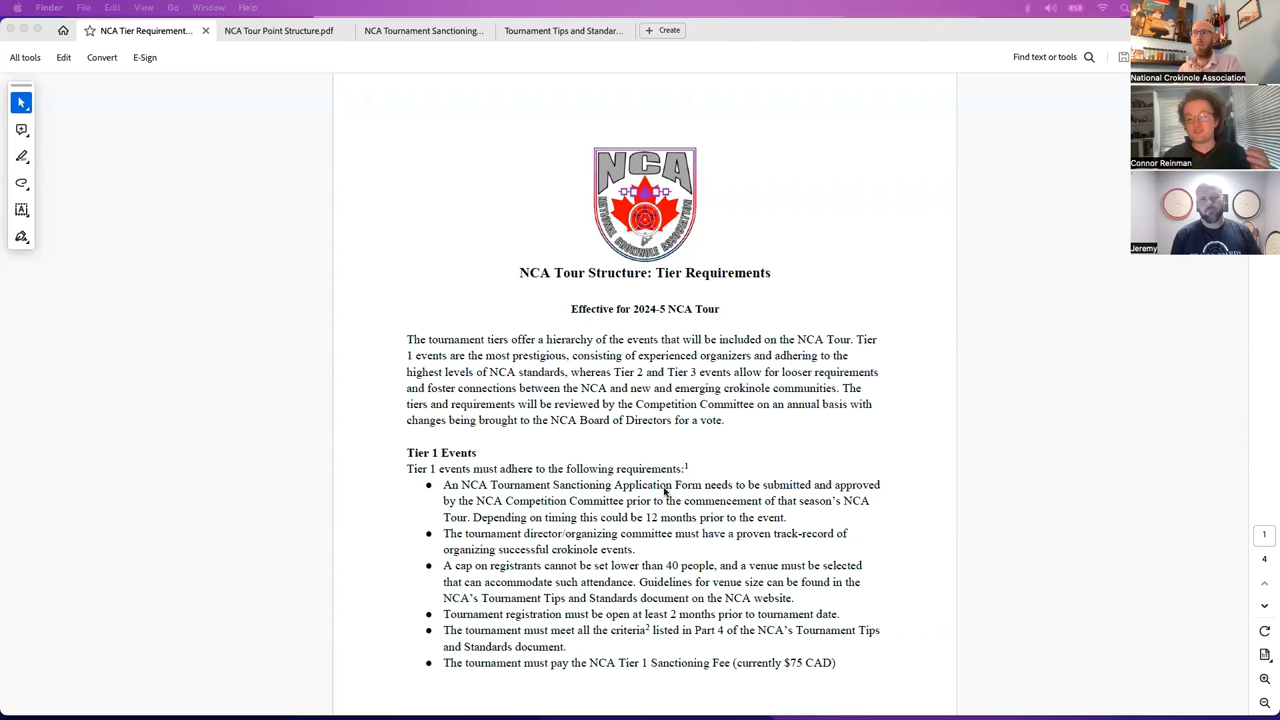 Finder File Edit View Go Window Help
NCA Tier Requirement... NCA Tour Point Structure.pdf NCA Tournament Sanctioning... Tournament Tips and Standar... + Create
All tools Edit Convert E-Sign Find text or tools
National Crokinole Association
Connor Reinman
Jeremy
NCA
NATIONAL CROKINOLE ASSOCIATION
NCA Tour Structure: Tier Requirements
Effective for 2024-5 NCA Tour
The tournament tiers offer a hierarchy of the events that will be included on the NCA Tour. Tier
1 events are the most prestigious, consisting of experienced organizers and adhering to the
highest levels of NCA standards, whereas Tier 2 and Tier 3 events allow for looser requirements
and foster connections between the NCA and new and emerging crokinole communities. The
tiers and requirements will be reviewed by the Competition Committee on an annual basis with
changes being brought to the NCA Board of Directors for a vote.
Tier 1 Events
Tier 1 events must adhere to the following requirements:1
● An NCA Tournament Sanctioning Application Form needs to be submitted and approved
by the NCA Competition Committee prior to the commencement of that season's NCA
Tour. Depending on timing this could be 12 months prior to the event.
● The tournament director/organizing committee must have a proven track-record of
organizing successful crokinole events.
● A cap on registrants cannot be set lower than 40 people, and a venue must be selected
that can accommodate such attendance. Guidelines for venue size can be found in the
NCA's Tournament Tips and Standards document on the NCA website.
● Tournament registration must be open at least 2 months prior to tournament date.
● The tournament must meet all the criteria2 listed in Part 4 of the NCA's Tournament Tips
and Standards document.
● The tournament must pay the NCA Tier 1 Sanctioning Fee (currently $75 CAD)
1
4